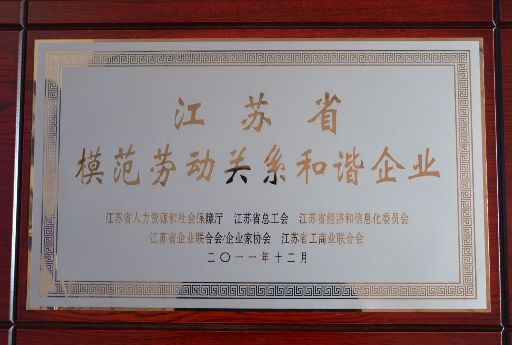 江苏省
模范劳动关系和谐企业
江苏省人力资源和社会保障厅 江苏省总工会 江苏省经济和信息化委员会
江苏省企业联合会/企业家协会 江苏省工商业联合会
二〇一一年十二月